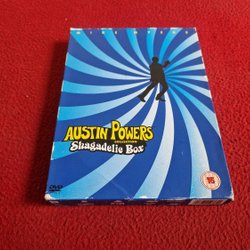 MIKE MYERS
AUSTIN POWERS
COLLECTION
Shagadelic Box
DVD
15